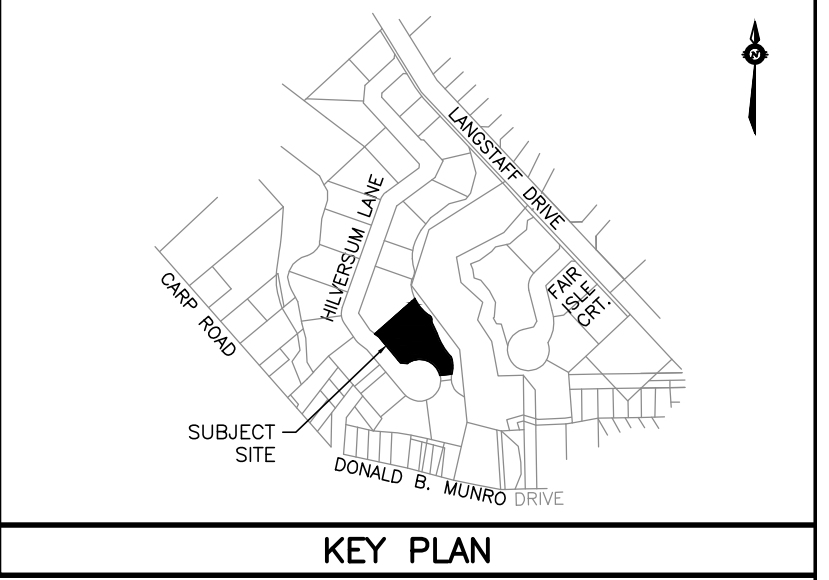 N
LANGSTAFF DRIVE
HILVERSUM LANE
FAIR
ISLE
CRT.
CARP ROAD
SUBJECT
SITE
DONALD B. MUNRO DRIVE
KEY PLAN